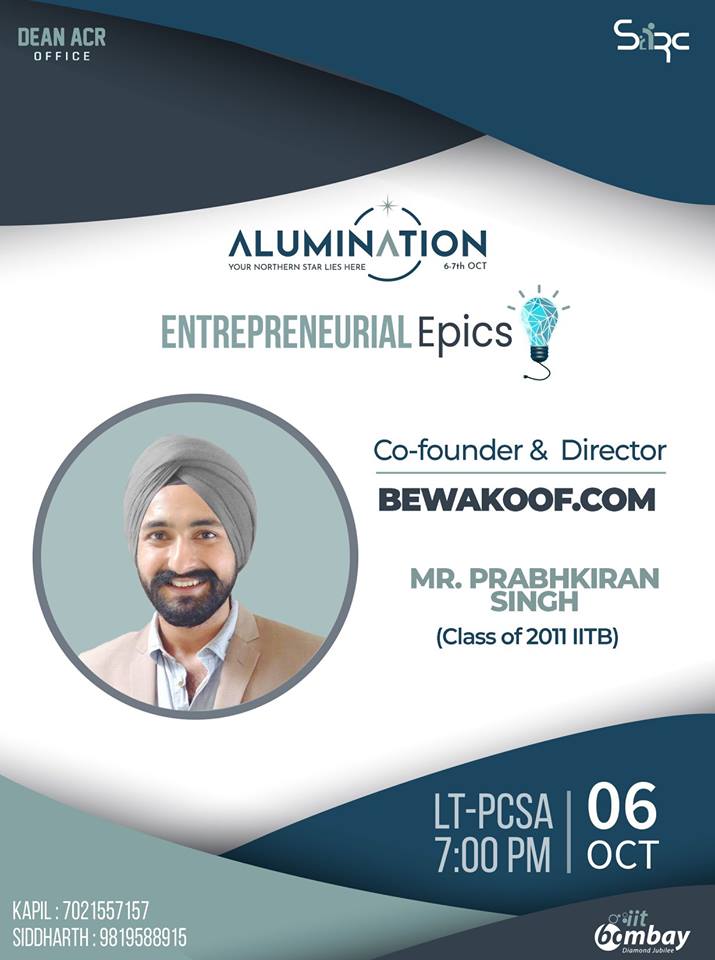 DEAN ACR
OFFICE
SAIRC
ALUMINATION
YOUR NORTHERN STAR LIES HERE
6-7th OCT
ENTREPRENEURIAL Epics
Co-founder & Director
BEWAKOOF.COM
MR. PRABHKIRAN
SINGH
(Class of 2011 IITB)
LT-PCSA
7:00 PM
06
OCT
KAPIL : 7021557157
SIDDHARTH : 9819588915
iit
bombay
Diamond Jubilee